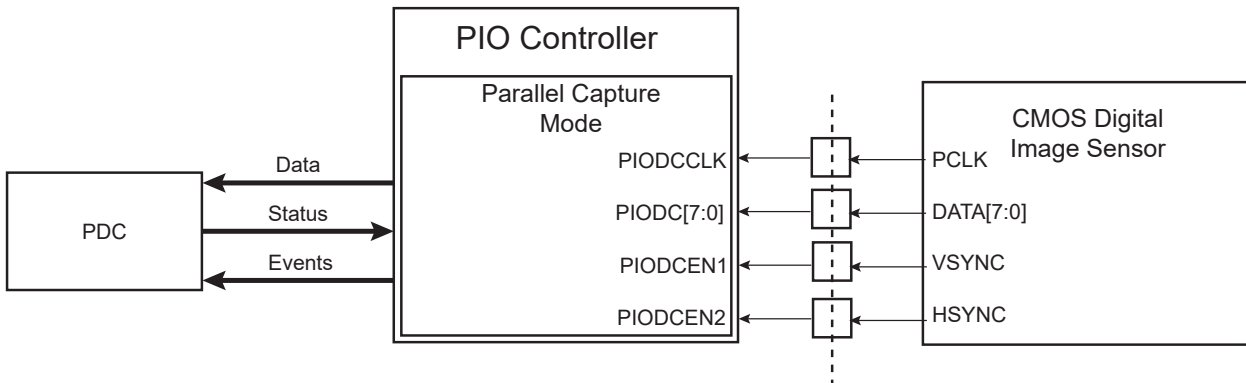 PIO Controller
Parallel Capture
Mode
CMOS Digital
Image Sensor
PIODCCLK
PCLK
Data
PIODC[7:0]
DATA[7:0]
Status
PDC
Events
PIODCEN1
VSYNC
PIODCEN2
HSYNC